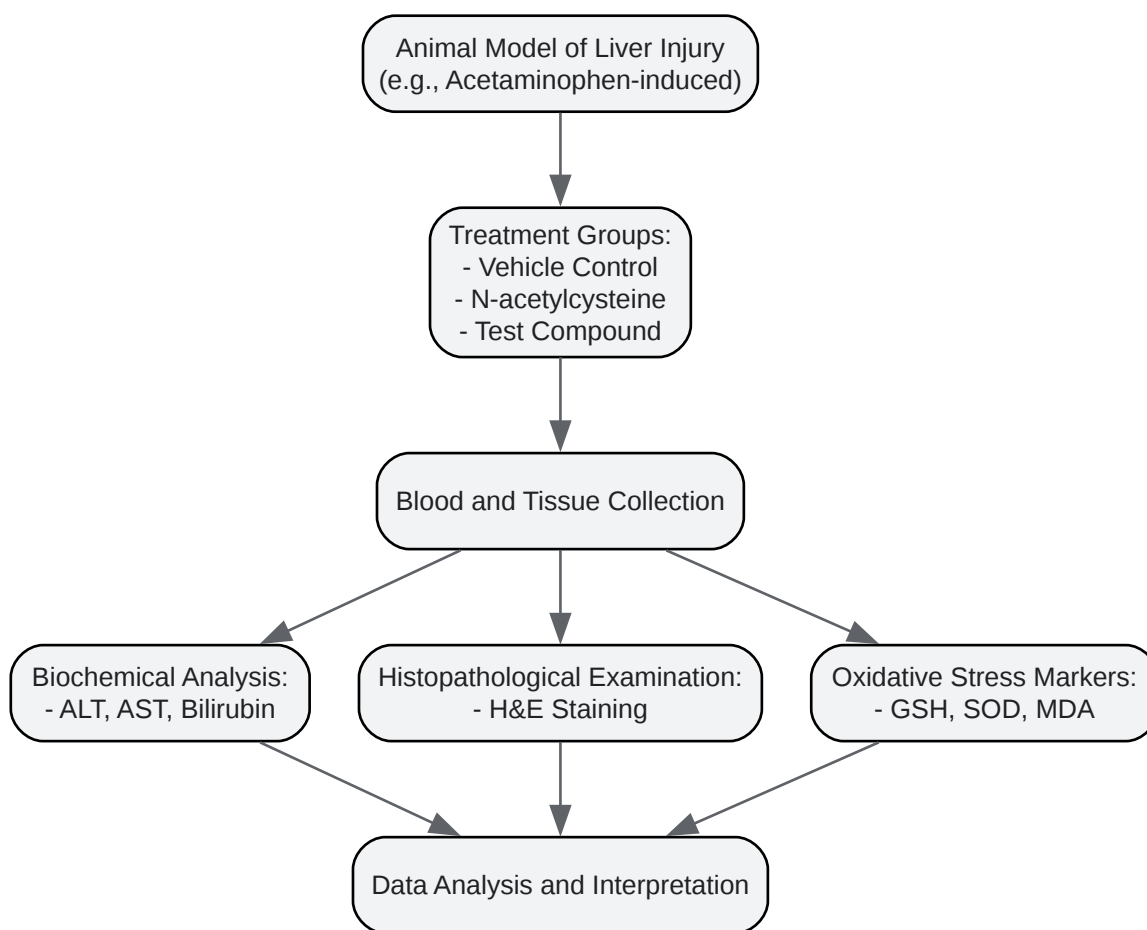 Animal Model of Liver Injury
(e.g., Acetaminophen-induced)
Treatment Groups:
- Vehicle Control
- N-acetylcysteine
- Test Compound
Blood and Tissue Collection
Biochemical Analysis:
- ALT, AST, Bilirubin
Histopathological Examination:
- H&E Staining
Oxidative Stress Markers:
- GSH, SOD, MDA
Data Analysis and Interpretation